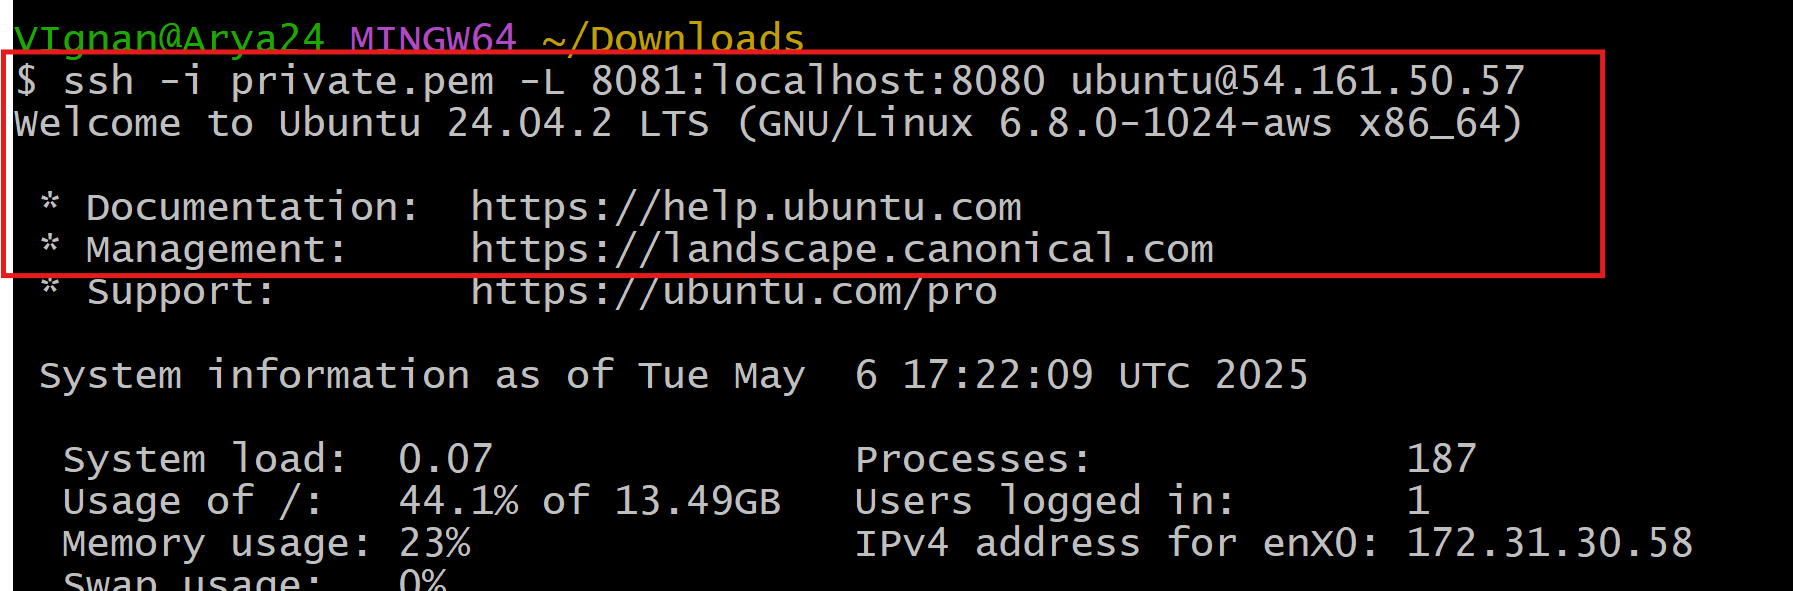 VIgnan@Arya24 MINGW64 ~/Downloads
$ ssh -i private.pem -L 8081:localhost:8080 ubuntu@54.161.50.57
Welcome to Ubuntu 24.04.2 LTS (GNU/Linux 6.8.0-1024-aws x86_64)
* Documentation: https://help.ubuntu.com
* Management: https://landscape.canonical.com
* Support: https://ubuntu.com/pro
System information as of Tue May 6 17:22:09 UTC 2025
System load: 0.07 Processes: 187
Usage of /: 44.1% of 13.49GB Users logged in: 1
Memory usage: 23% IPv4 address for enX0: 172.31.30.58
Swap usage: 0%